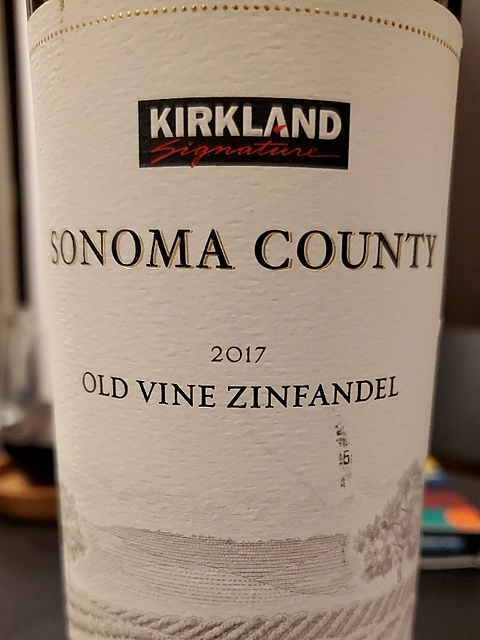 KIRKLAND
Signature
SONOMA COUNTY
2017
OLD VINE ZINFANDEL